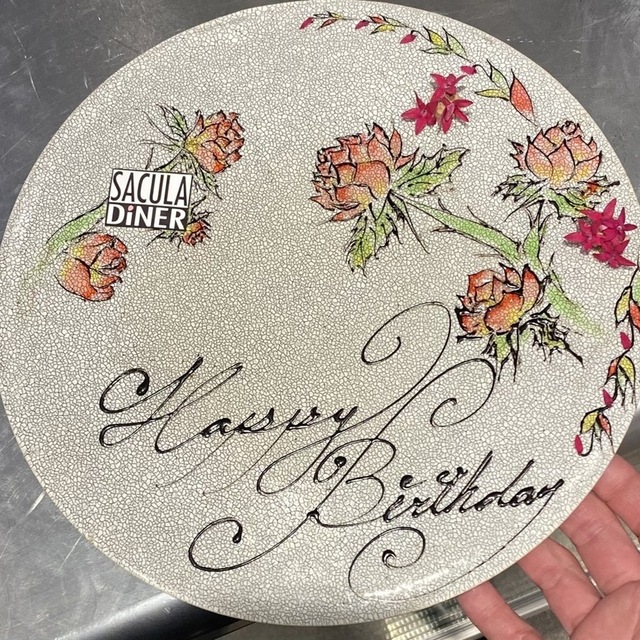 SACULA
DiNER
Happy
Birthday